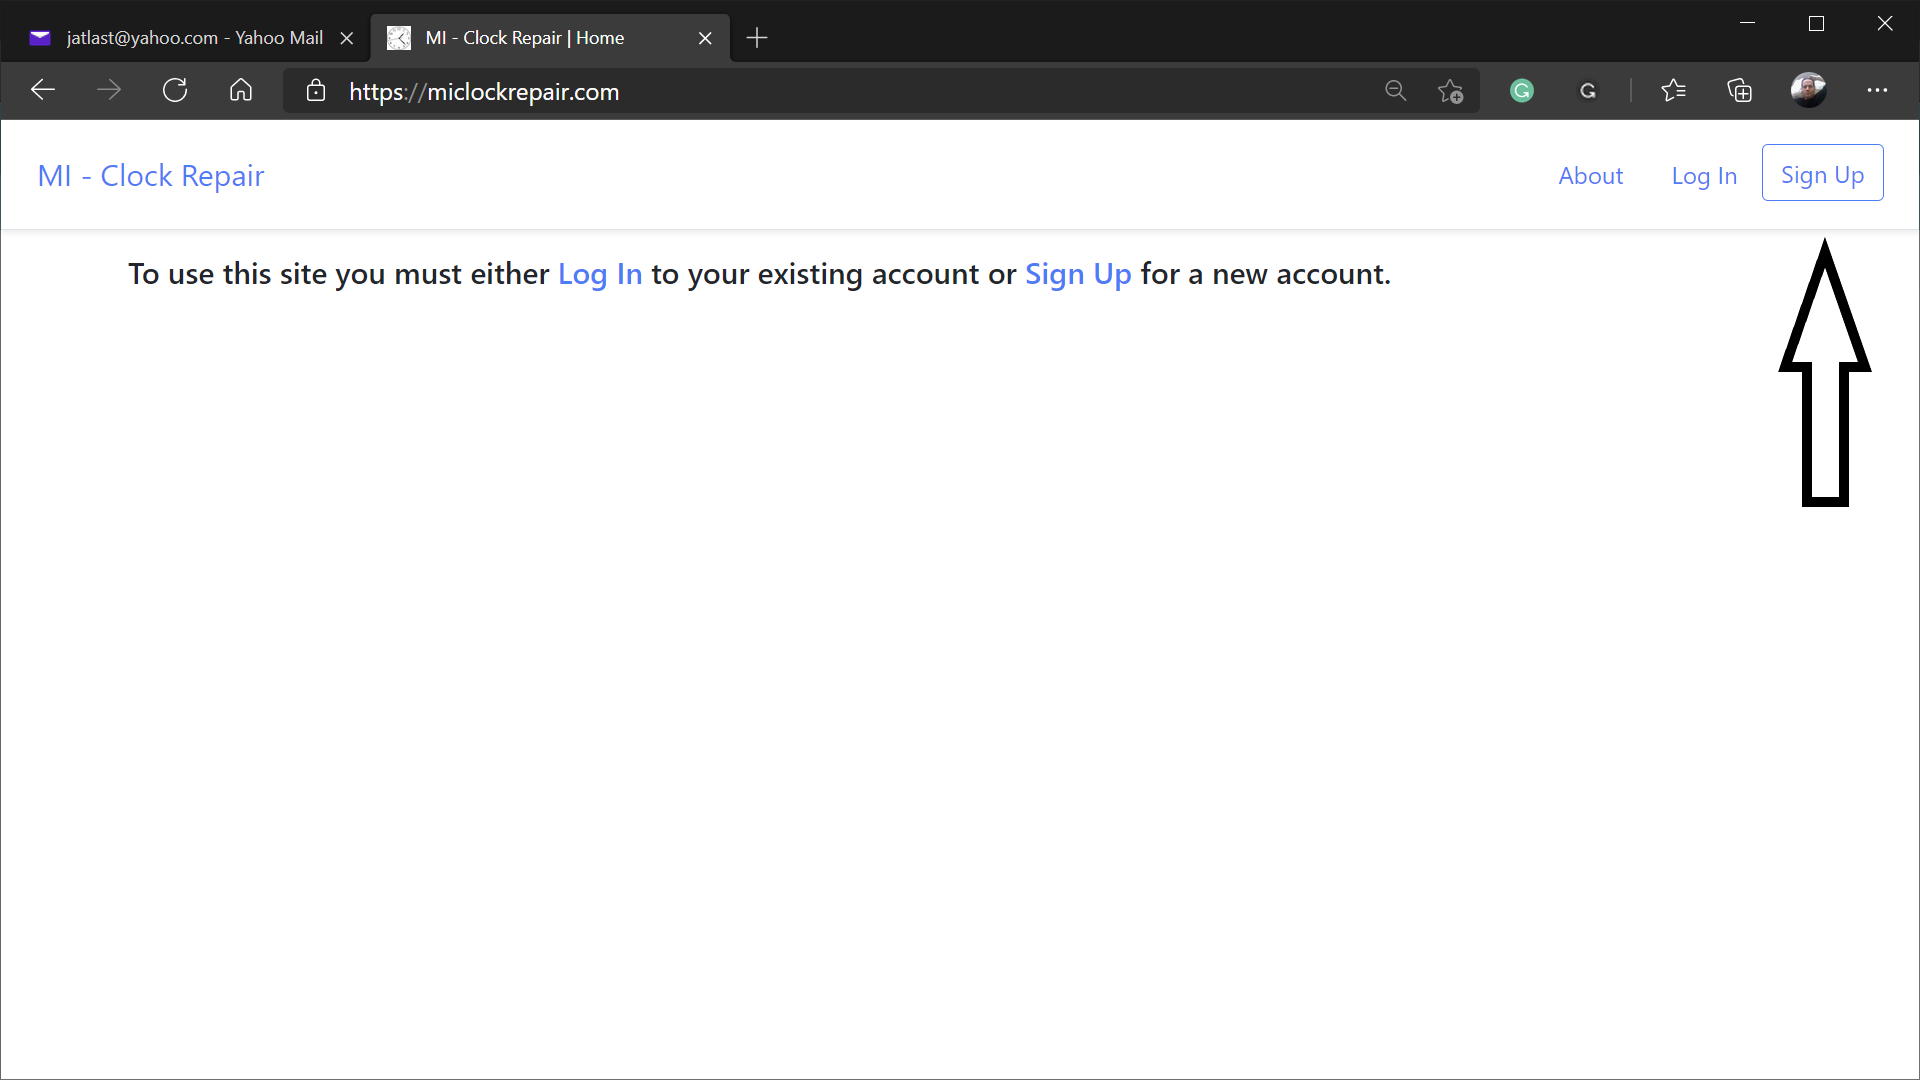 jatlast@yahoo.com - Yahoo Mail
MI - Clock Repair | Home
https://miclockrepair.com
MI - Clock Repair
About
Log In
Sign Up
To use this site you must either Log In to your existing account or Sign Up for a new account.